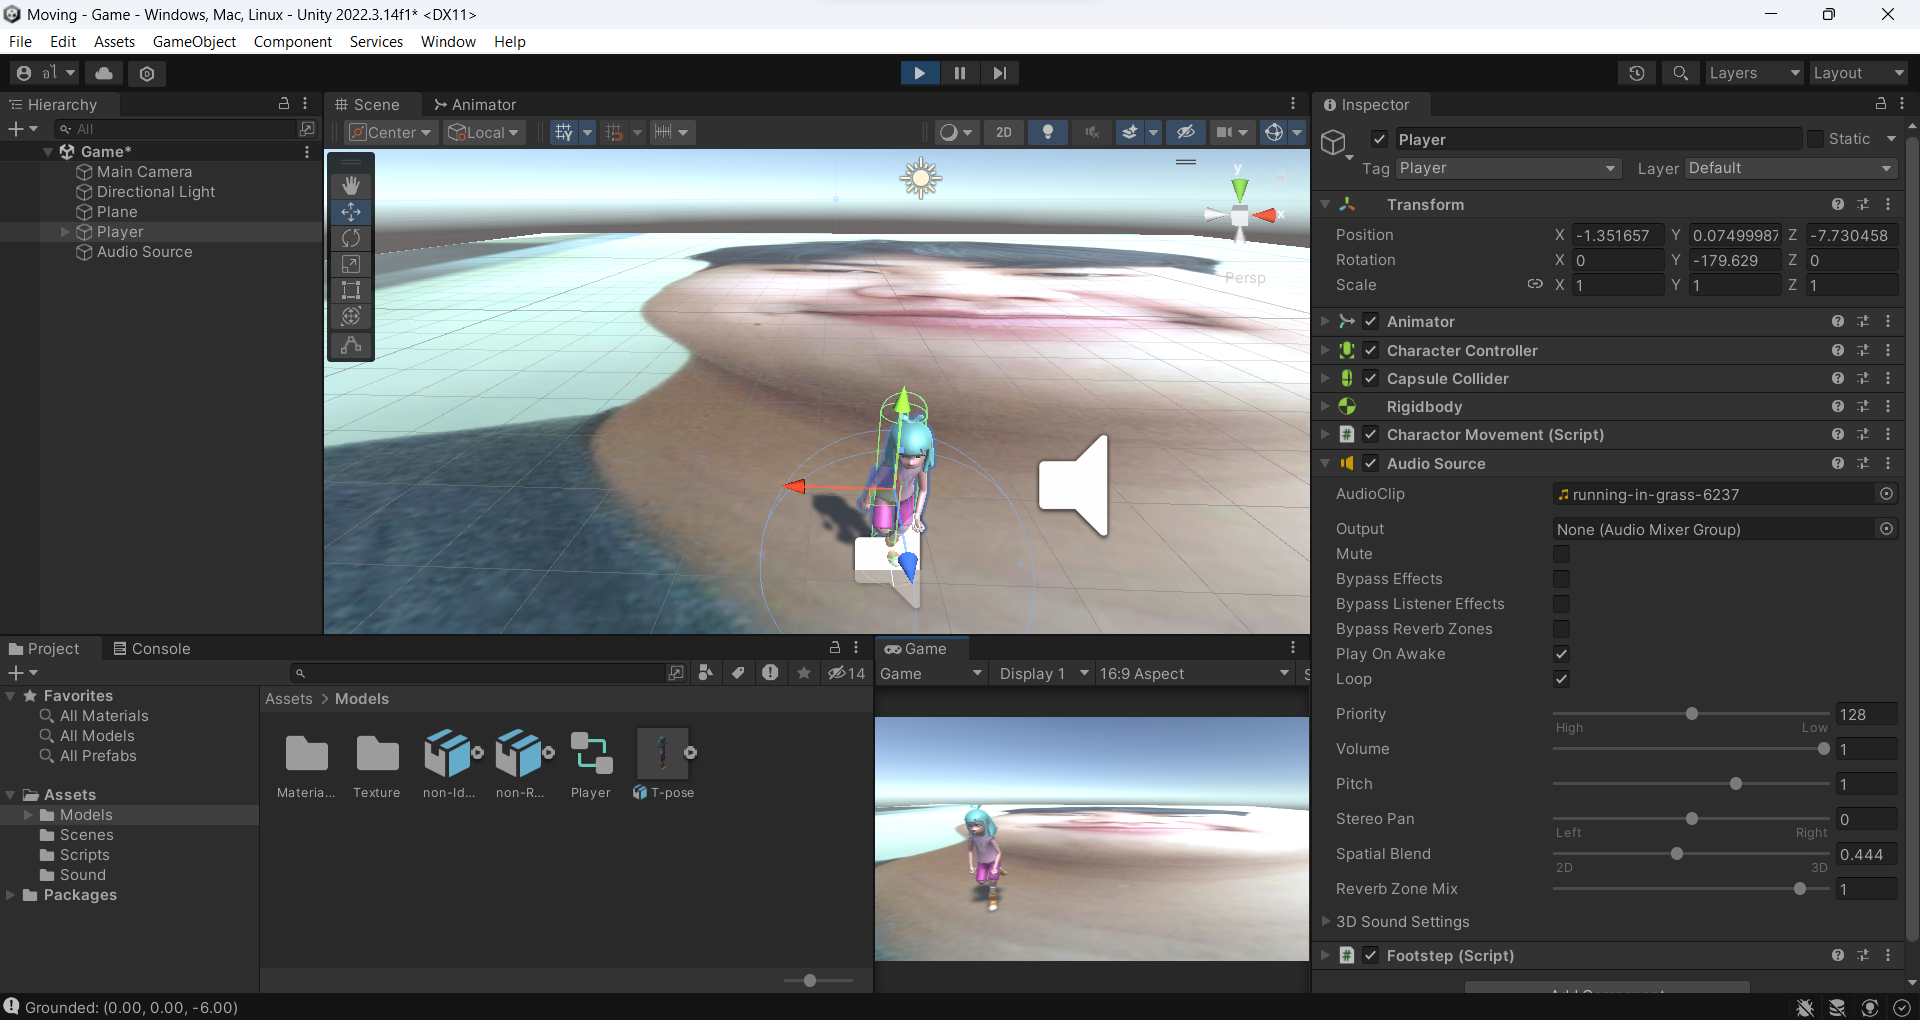 Moving - Game - Windows, Mac, Linux - Unity 2022.3.14f1* <DX11>
File Edit Assets GameObject Component Services Window Help
อไ
Layers
Layout
Hierarchy
All
Game*
Main Camera
Directional Light
Plane
Player
Audio Source
Scene
Animator
Center
Local
2D
y
x
Persp
Project
Console
14
Favorites
All Materials
All Models
All Prefabs
Assets
Models
Scenes
Scripts
Sound
Packages
Assets > Models
Materia...
Texture
non-Id...
non-R...
Player
T-pose
Game
Game
Display 1
16:9 Aspect
S
Inspector
Player
Static
Tag Player
Layer Default
Transform
Position X -1.351657 Y 0.07499987 Z -7.730458
Rotation X 0 Y -179.629 Z 0
Scale X 1 Y 1 Z 1
Animator
Character Controller
Capsule Collider
Rigidbody
Charactor Movement (Script)
Audio Source
AudioClip running-in-grass-6237
Output None (Audio Mixer Group)
Mute
Bypass Effects
Bypass Listener Effects
Bypass Reverb Zones
Play On Awake
Loop
Priority 128
High Low
Volume 1
Pitch 1
Stereo Pan 0
Left Right
Spatial Blend 0.444
2D 3D
Reverb Zone Mix 1
3D Sound Settings
Footstep (Script)
Grounded: (0.00, 0.00, -6.00)